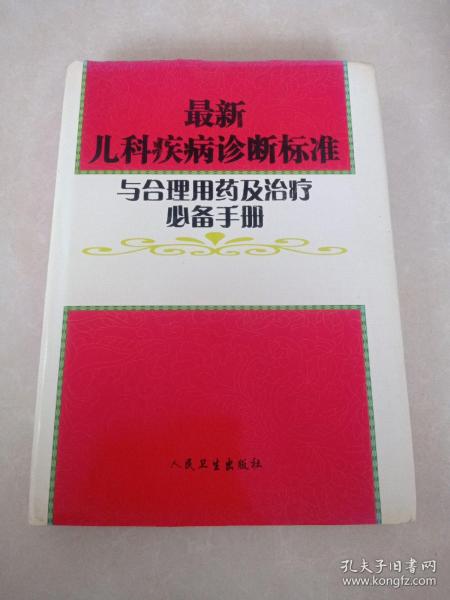 最新
儿科疾病诊断标准
与合理用药及治疗
必备手册
人民卫生出版社
孔夫子旧书网
www.kongfz.com